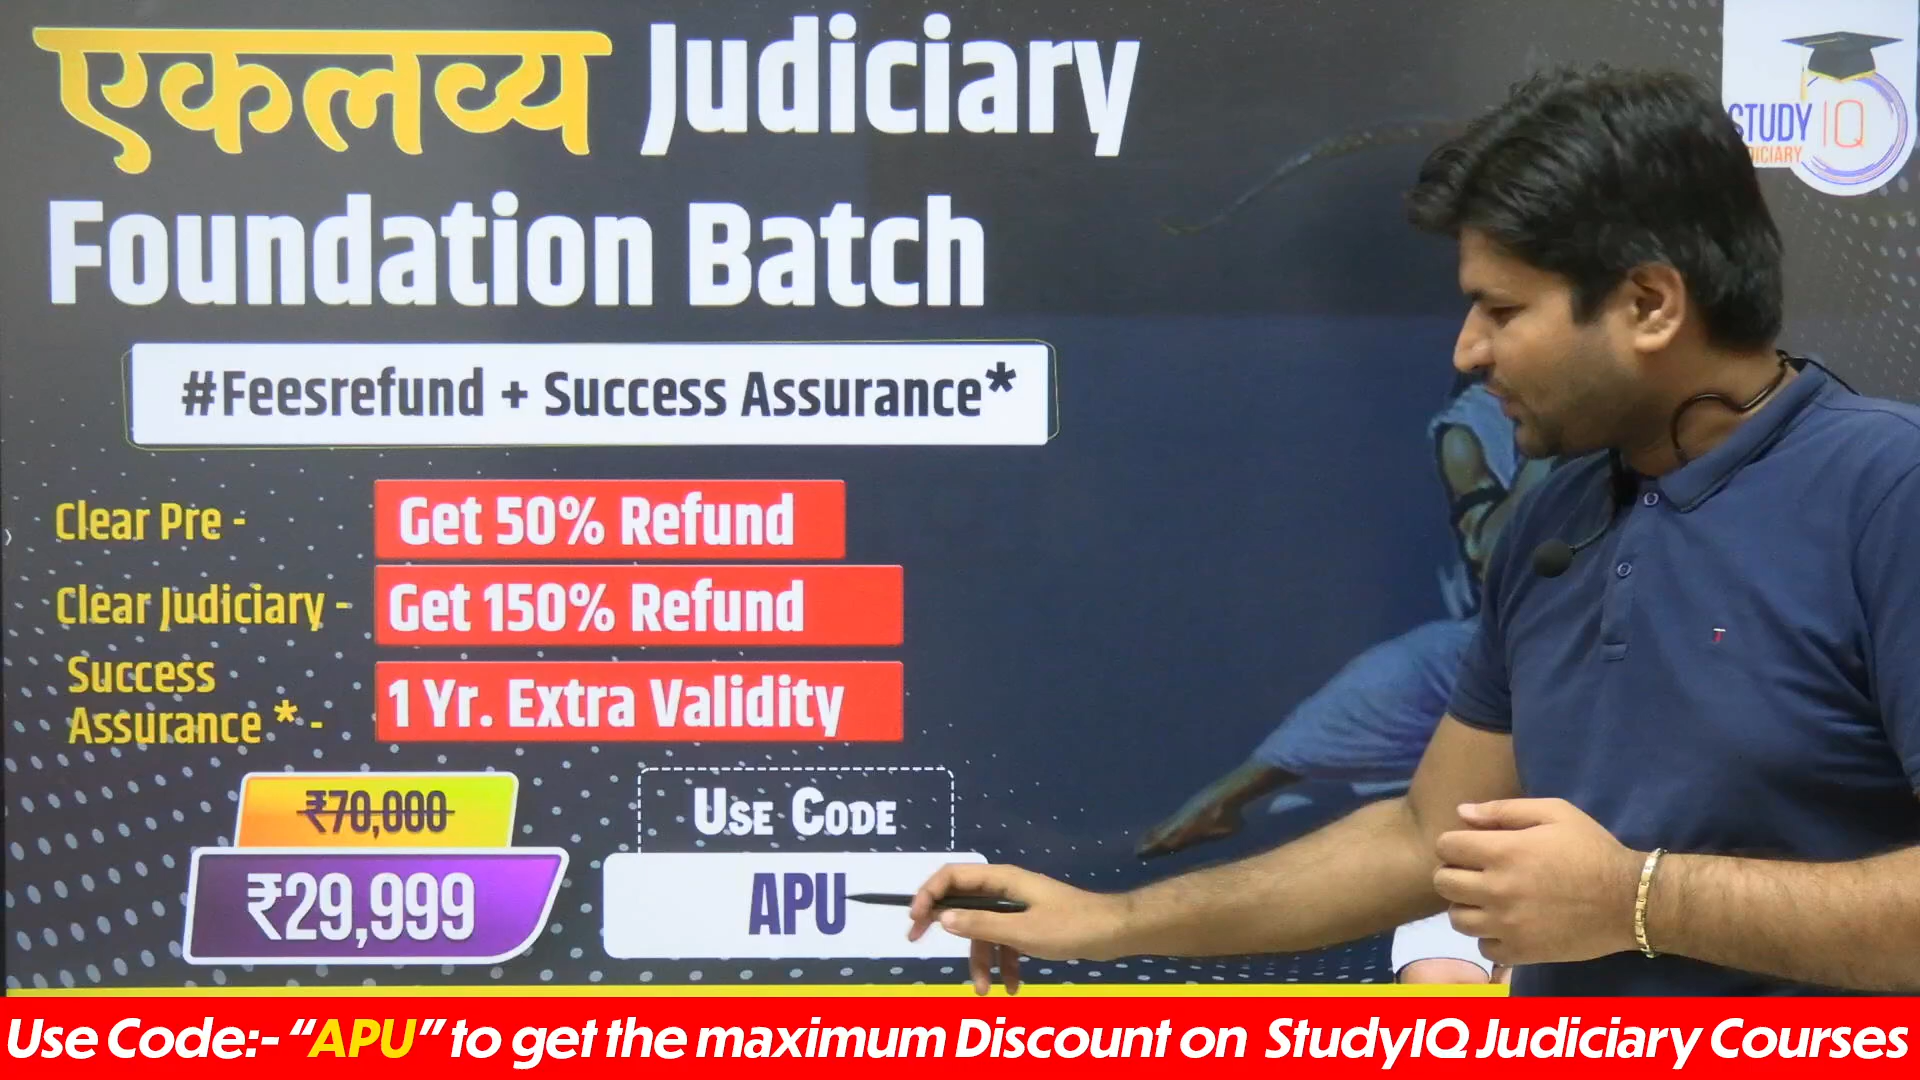 एकलव्य Judiciary
Foundation Batch
#Feesrefund + Success Assurance*
Clear Pre - Get 50% Refund
Clear Judiciary - Get 150% Refund
Success
Assurance * - 1 Yr. Extra Validity
₹70,000
₹29,999
USE CODE
APU
STUDY IQ
Use Code:- “APU” to get the maximum Discount on StudyIQ Judiciary Courses